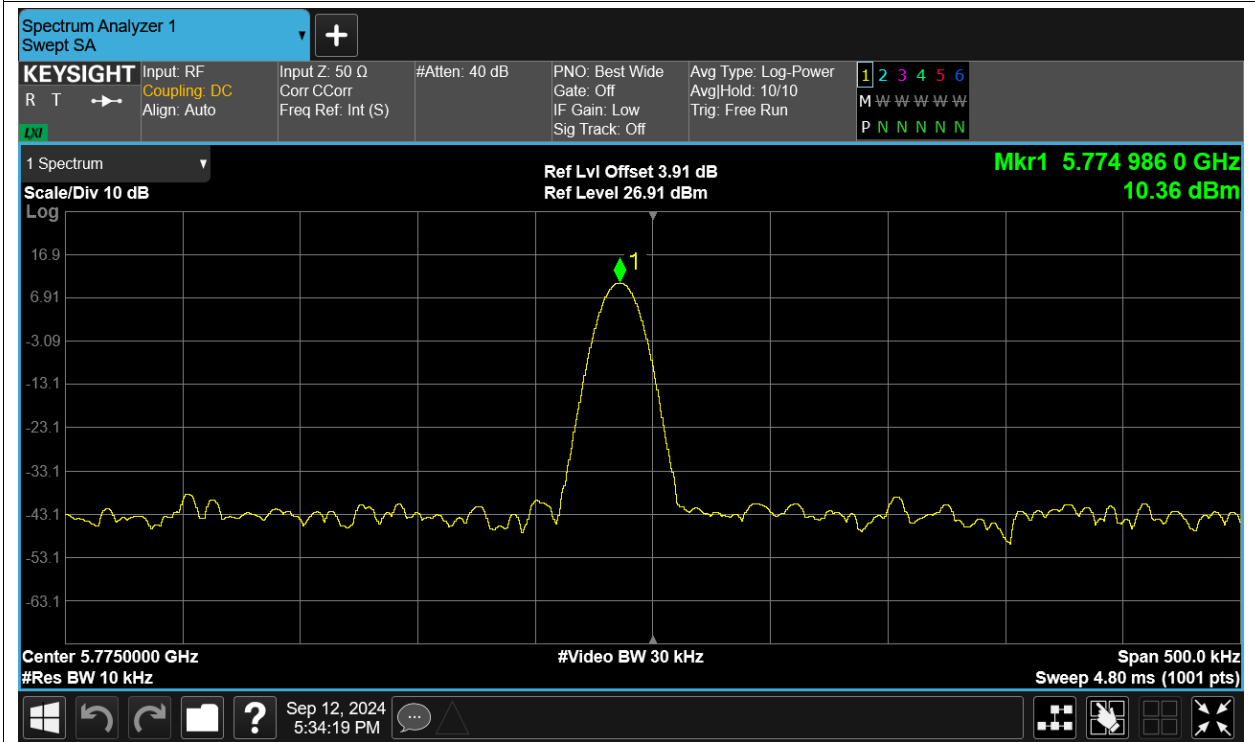 Spectrum Analyzer 1
Swept SA
+
KEYSIGHT
R T
LXI
Input: RF
Coupling: DC
Align: Auto
Input Z: 50 Ω
Corr CCorr
Freq Ref: Int (S)
#Atten: 40 dB
PNO: Best Wide
Gate: Off
IF Gain: Low
Sig Track: Off
Avg Type: Log-Power
Avg|Hold: 10/10
Trig: Free Run
1 2 3 4 5 6
M W W W W W
P N N N N N
1 Spectrum
Scale/Div 10 dB
Log
Ref Lvl Offset 3.91 dB
Ref Level 26.91 dBm
Mkr1 5.774 986 0 GHz
10.36 dBm
1
16.9
6.91
-3.09
-13.1
-23.1
-33.1
-43.1
-53.1
-63.1
Center 5.7750000 GHz
#Res BW 10 kHz
#Video BW 30 kHz
Span 500.0 kHz
Sweep 4.80 ms (1001 pts)
?
Sep 12, 2024
5:34:19 PM